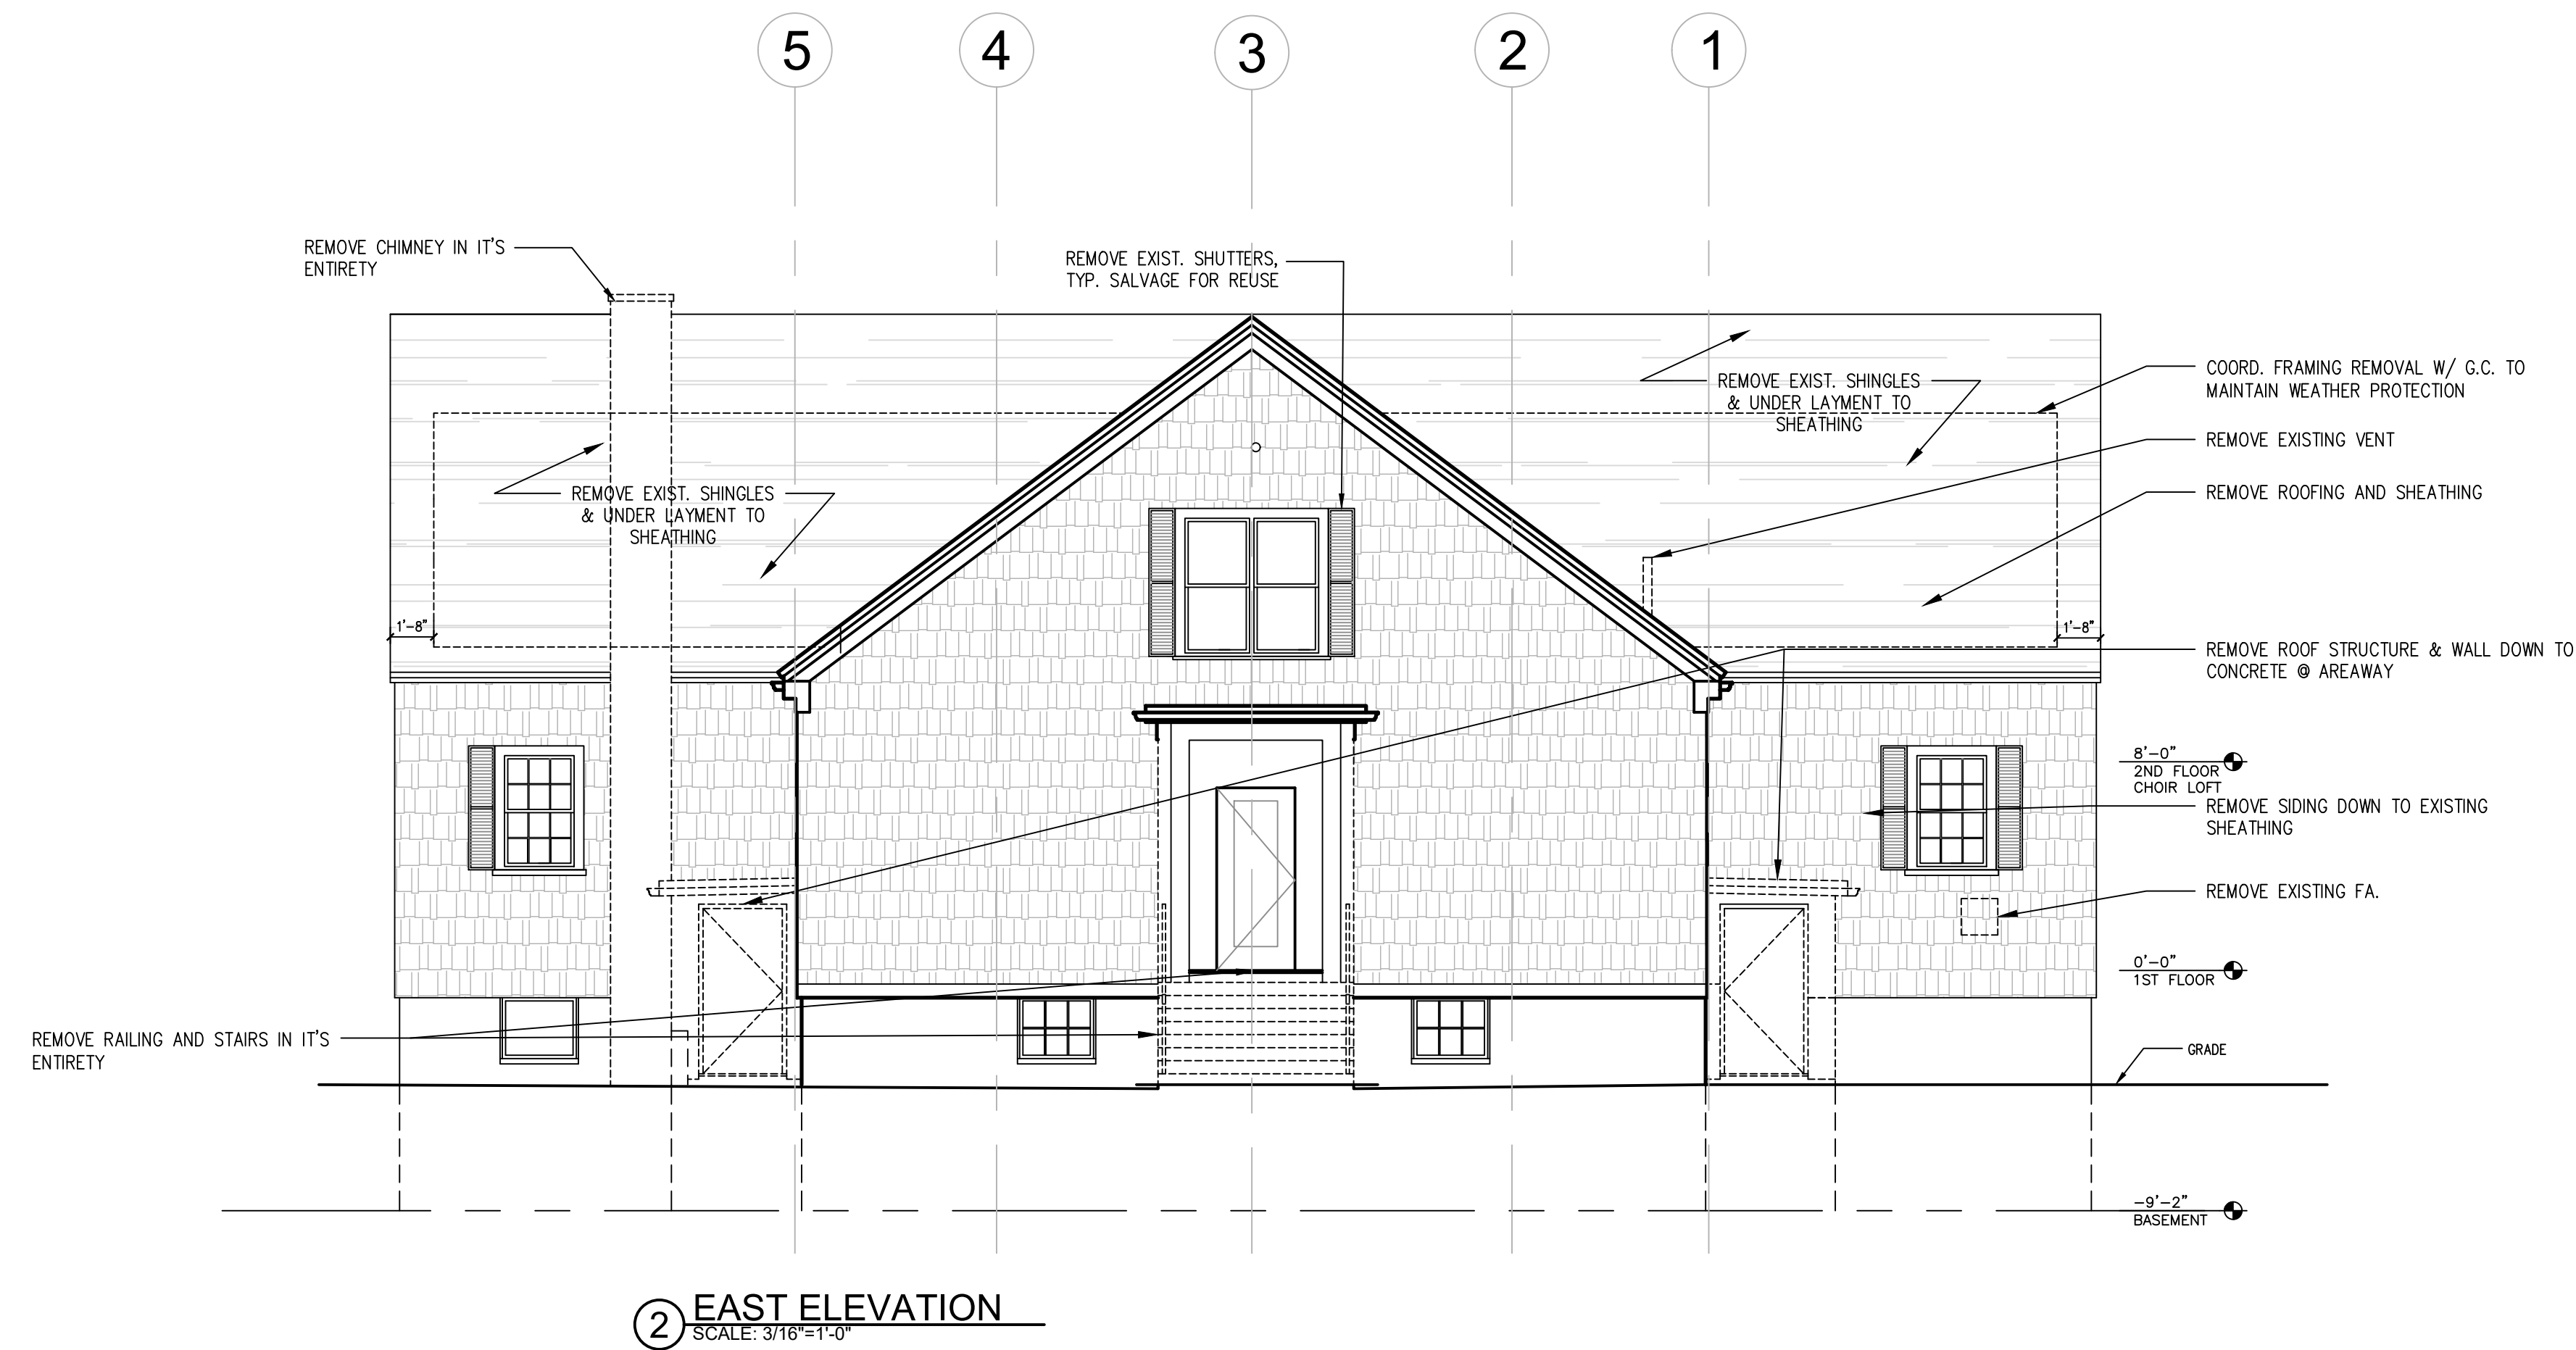 5
4
3
2
1
REMOVE CHIMNEY IN IT'S
ENTIRETY
REMOVE EXIST. SHUTTERS,
TYP. SALVAGE FOR REUSE
COORD. FRAMING REMOVAL W/ G.C. TO
MAINTAIN WEATHER PROTECTION
REMOVE EXIST. SHINGLES
& UNDER LAYMENT TO
SHEATHING
REMOVE EXISTING VENT
REMOVE EXIST. SHINGLES
& UNDER LAYMENT TO
SHEATHING
REMOVE ROOFING AND SHEATHING
1'-8"
1'-8"
REMOVE ROOF STRUCTURE & WALL DOWN TO
CONCRETE @ AREAWAY
8'-0"
2ND FLOOR
CHOIR LOFT
REMOVE SIDING DOWN TO EXISTING
SHEATHING
REMOVE EXISTING FA.
0'-0"
1ST FLOOR
REMOVE RAILING AND STAIRS IN IT'S
ENTIRETY
GRADE
-9'-2"
BASEMENT
2
EAST ELEVATION
SCALE: 3/16"=1'-0"